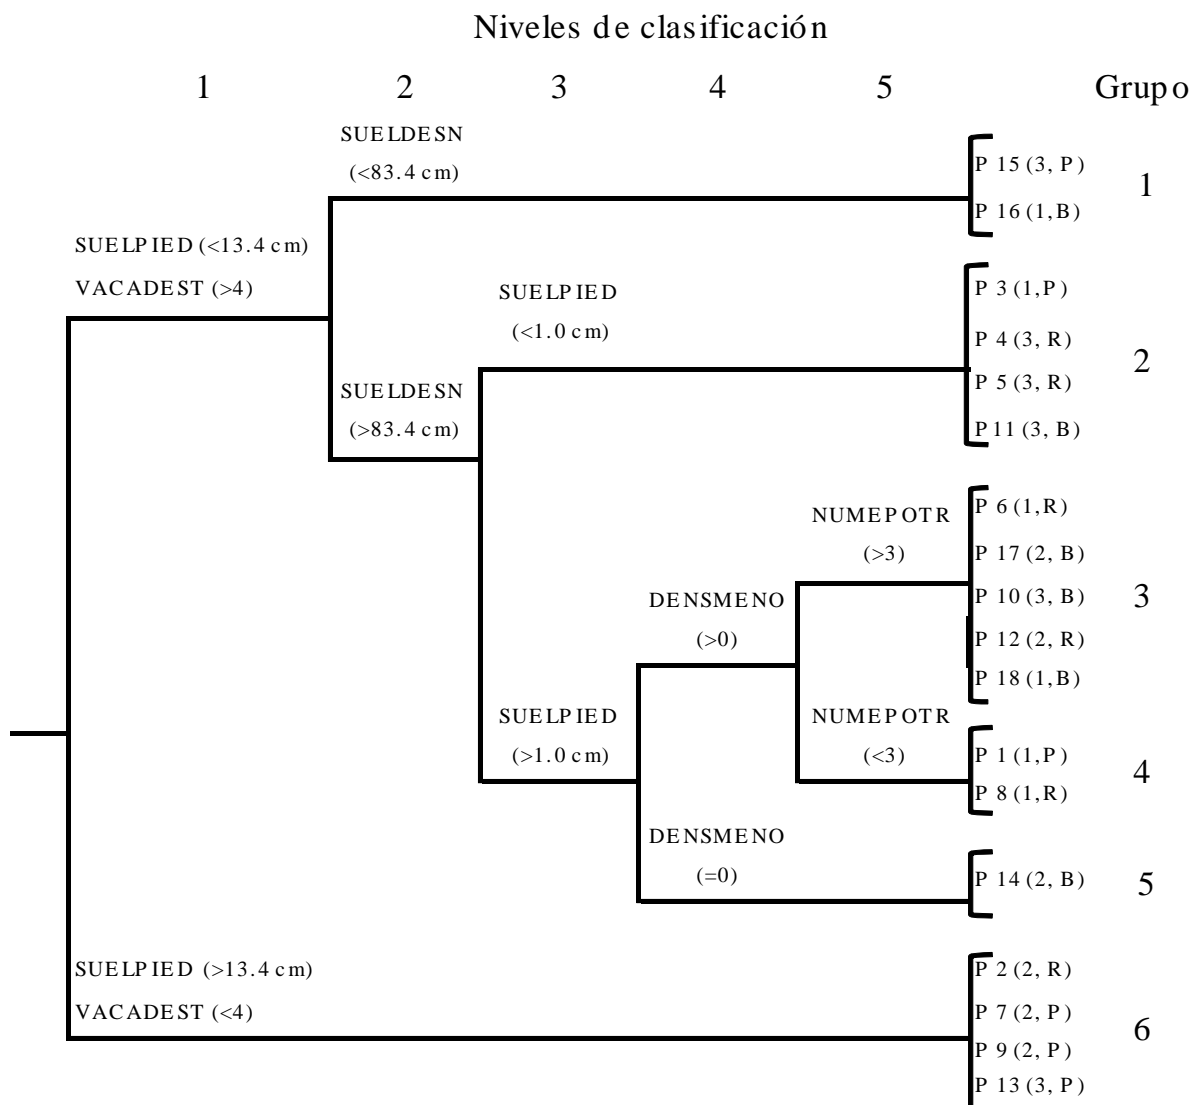 Niveles de clasificación
1 2 3 4 5 Grupo
SUELDESN
(<83.4 cm)
P 15 (3, P)
1
P 16 (1,B)
SUELPIED (<13.4 cm)
VACADEST (>4)
SUELPIED
(<1.0 cm)
P 3 (1,P)
P 4 (3, R)
2
P 5 (3, R)
P 11 (3, B)
SUELDESN
(>83.4 cm)
NUMEPOTR
(>3)
P 6 (1,R)
P 17 (2, B)
P 10 (3, B)
3
P 12 (2, R)
P 18 (1,B)
DENSMENO
(>0)
SUELPIED
(>1.0 cm)
NUMEPOTR
(<3)
P 1 (1,P)
4
P 8 (1,R)
DENSMENO
(=0)
P 14 (2, B)
5
SUELPIED (>13.4 cm)
VACADEST (<4)
P 2 (2, R)
P 7 (2, P)
6
P 9 (2, P)
P 13 (3, P)